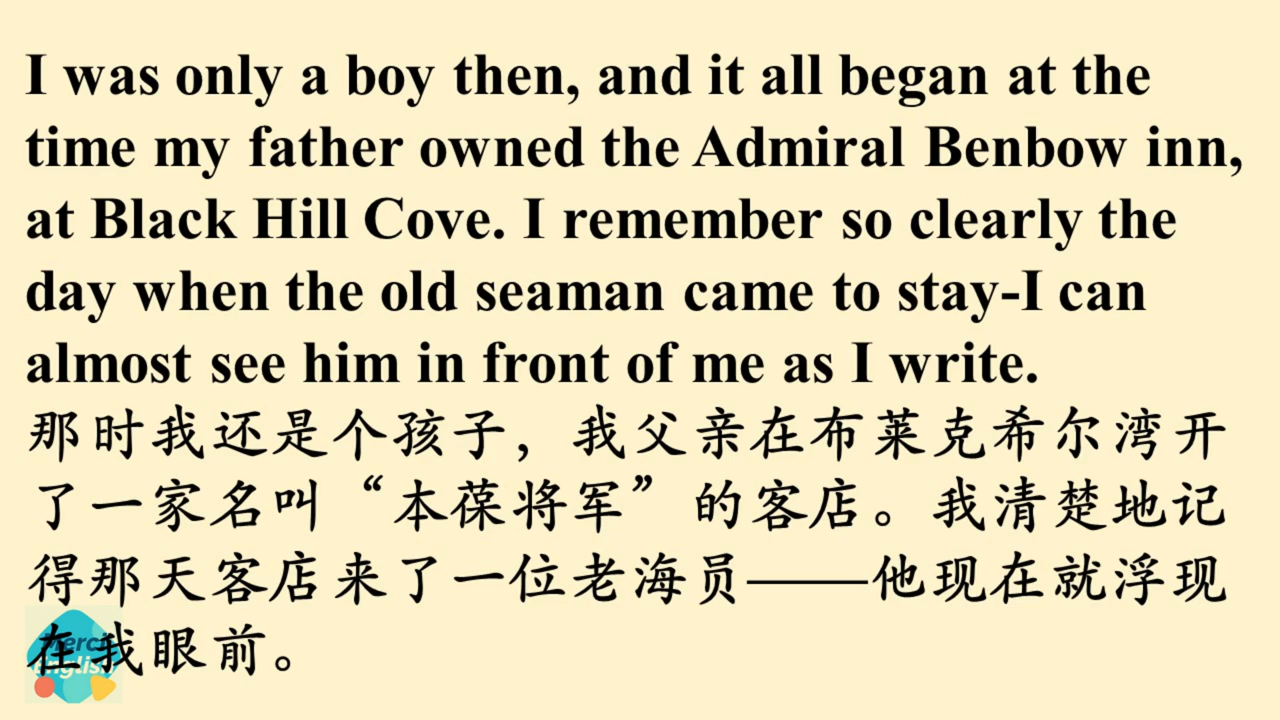 I was only a boy then, and it all began at the
time my father owned the Admiral Benbow inn,
at Black Hill Cove. I remember so clearly the
day when the old seaman came to stay-I can
almost see him in front of me as I write.
那时我还是个孩子，我父亲在布莱克希尔湾开
了一家名叫“本葆将军”的客店。我清楚地记
得那天客店来了一位老海员——他现在就浮现
在我眼前。